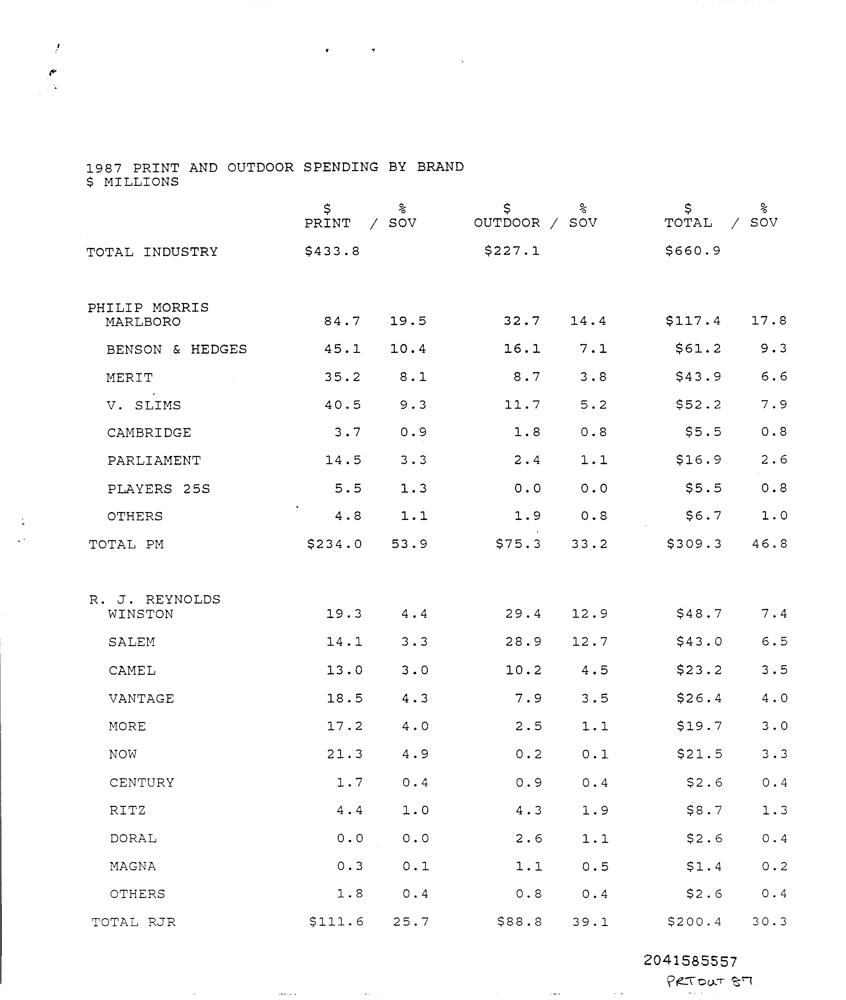 1987 PRINT AND OUTDOOR SPENDING BY BRAND
$ MILLIONS
$ % $ % $ %
PRINT / SOV OUTDOOR / SOV TOTAL / SOV
TOTAL INDUSTRY $433.8 $227.1 $660.9
PHILIP MORRIS
MARLBORO 84.7 19.5 32.7 14.4 $117.4 17.8
BENSON & HEDGES 45.1 10.4 16.1 7.1 $61.2 9.3
MERIT 35.2 8.1 8.7 3.8 $43.9 6.6
V. SLIMS 40.5 9.3 11.7 5.2 $52.2 7.9
CAMBRIDGE 3.7 0.9 1.8 0.8 $5.5 0.8
PARLIAMENT 14.5 3.3 2.4 1.1 $16.9 2.6
PLAYERS 25S 5.5 1.3 0.0 0.0 $5.5 0.8
OTHERS 4.8 1.1 1.9 0.8 $6.7 1.0
TOTAL PM $234.0 53.9 $75.3 33.2 $309.3 46.8
R. J. REYNOLDS
WINSTON 19.3 4.4 29.4 12.9 $48.7 7.4
SALEM 14.1 3.3 28.9 12.7 $43.0 6.5
CAMEL 13.0 3.0 10.2 4.5 $23.2 3.5
VANTAGE 18.5 4.3 7.9 3.5 $26.4 4.0
MORE 17.2 4.0 2.5 1.1 $19.7 3.0
NOW 21.3 4.9 0.2 0.1 $21.5 3.3
CENTURY 1.7 0.4 0.9 0.4 $2.6 0.4
RITZ 4.4 1.0 4.3 1.9 $8.7 1.3
DORAL 0.0 0.0 2.6 1.1 $2.6 0.4
MAGNA 0.3 0.1 1.1 0.5 $1.4 0.2
OTHERS 1.8 0.4 0.8 0.4 $2.6 0.4
TOTAL RJR $111.6 25.7 $88.8 39.1 $200.4 30.3
2041585557
PRTOUT 87